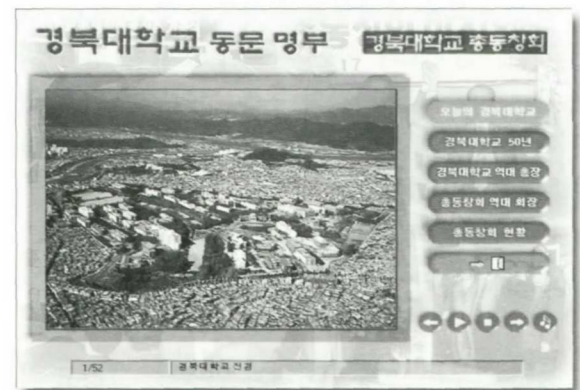 경북대학교 동문 명부
경북대학교 총동창회
오늘의 경북대학교
경북대학교 50년
경북대학교 역대 총장
총동창회 역대 회장
총동창회 현황
1/52
경북대학교 전경